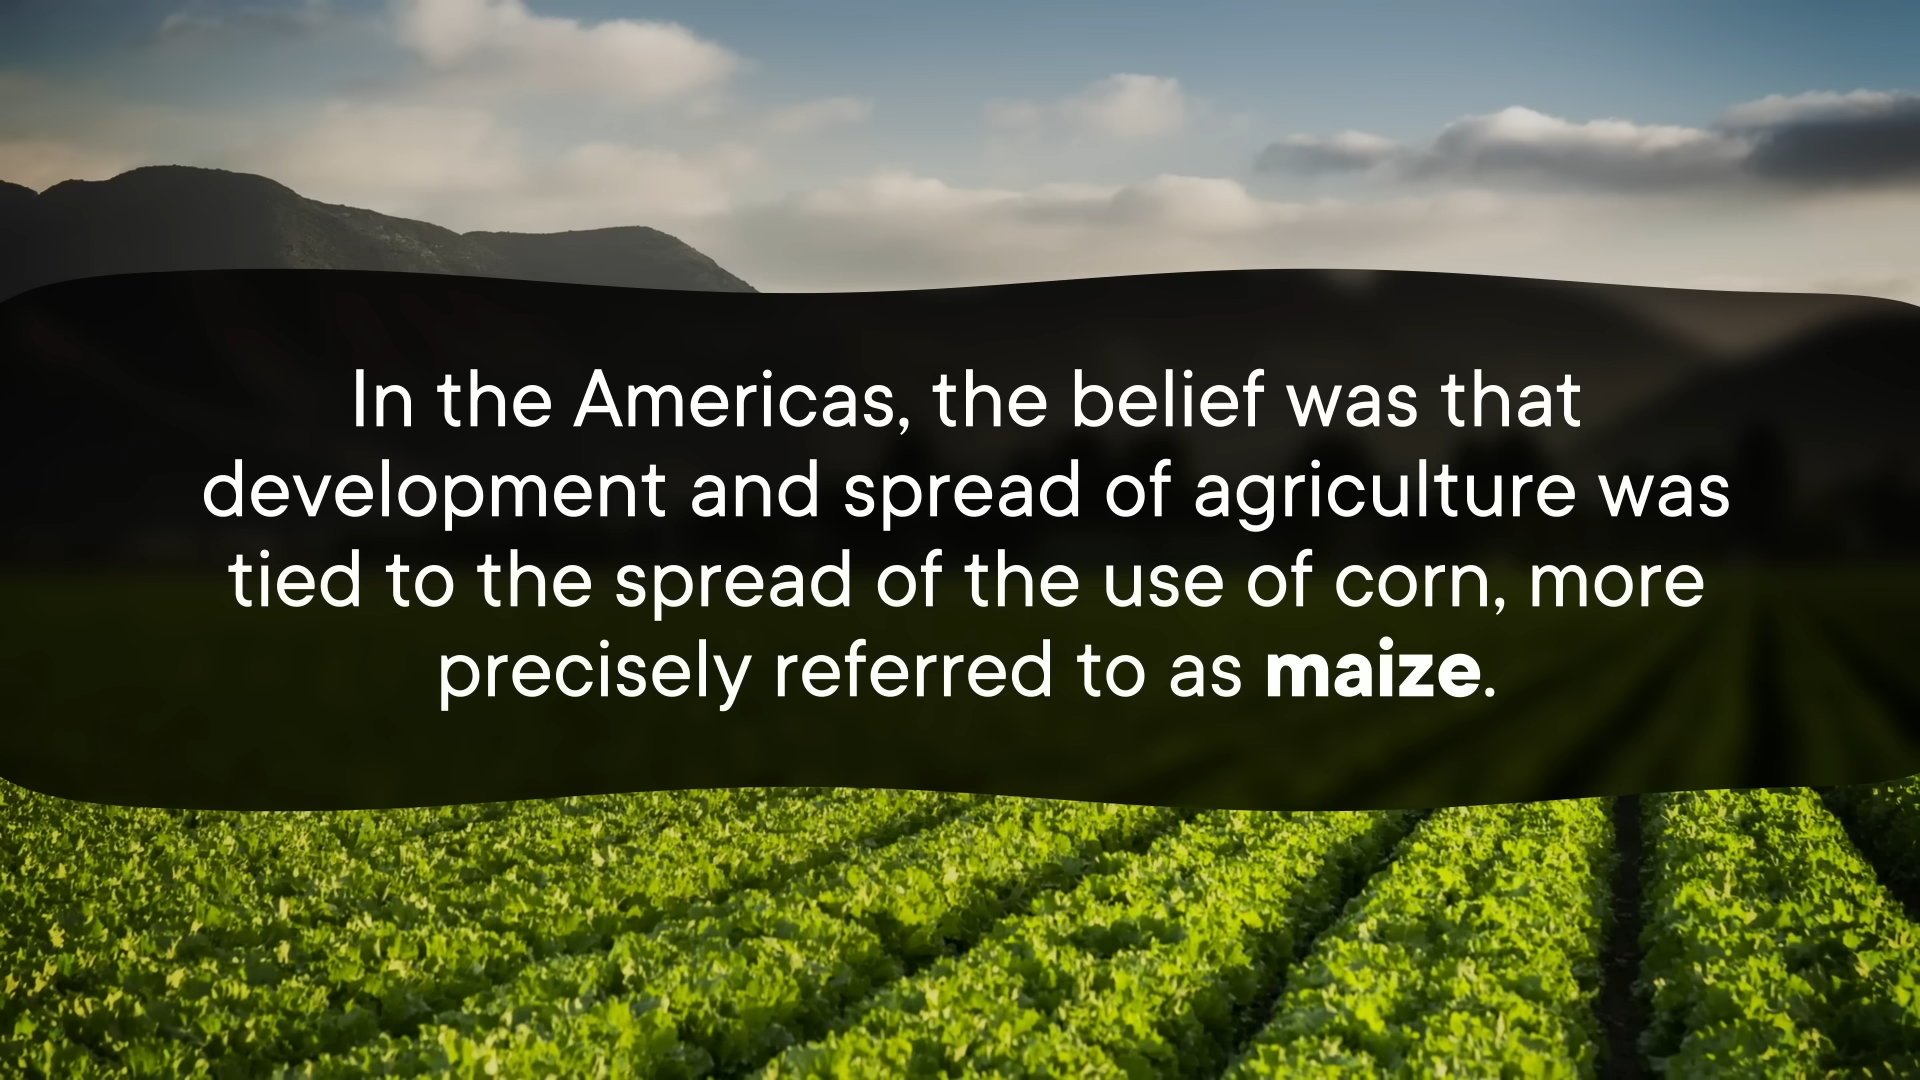 In the Americas, the belief was that
development and spread of agriculture was
tied to the spread of the use of corn, more
precisely referred to as maize.